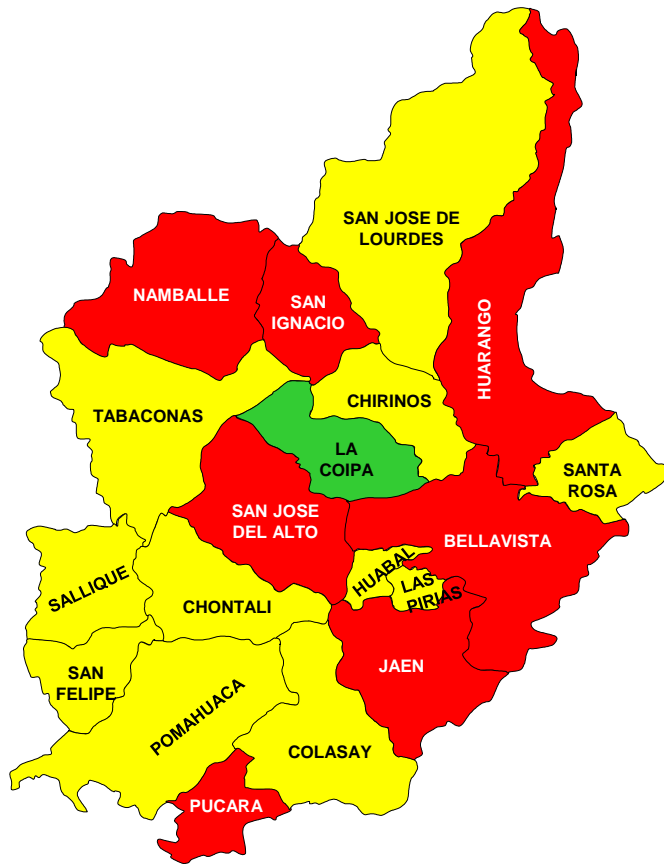 SAN JOSE DE
LOURDES
NAMBALLE
SAN
IGNACIO
HUARANGO
CHIRINOS
TABACONAS
LA
COIPA
SANTA
ROSA
SAN JOSE
DEL ALTO
BELLAVISTA
HUABAL
LAS
PIRIAS
SALLIQUE
CHONTALI
JAEN
SAN
FELIPE
POMAHUACA
COLASAY
PUCARA